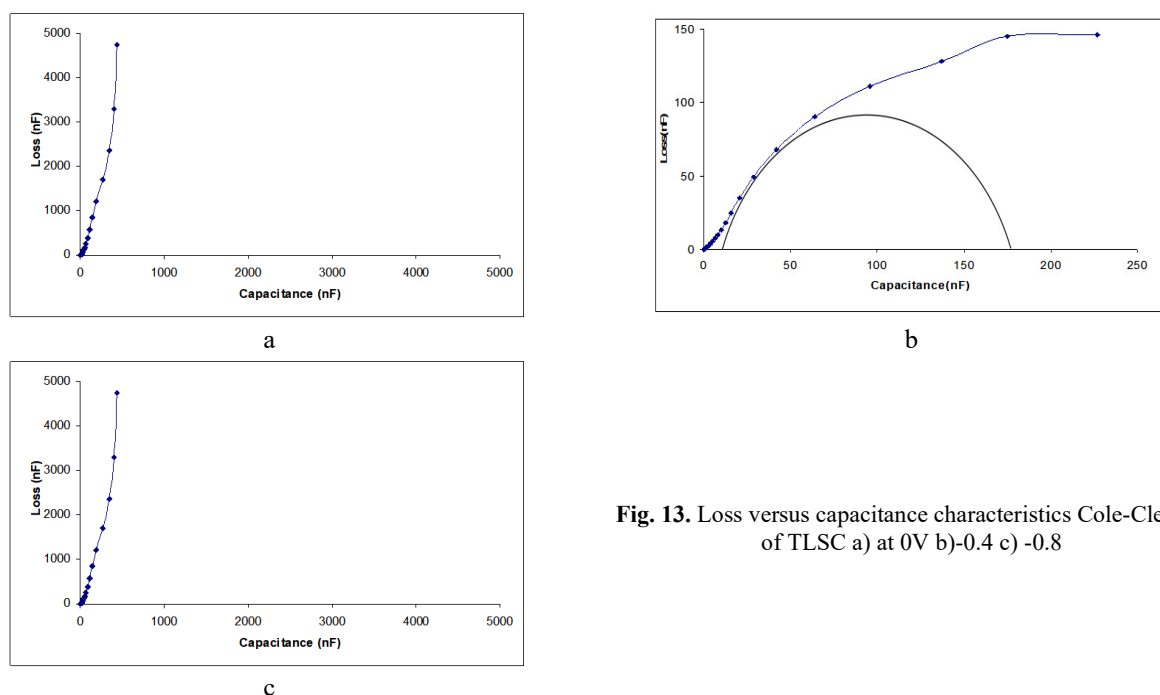 5000
4000
3000
2000
1000
0
Loss (nF)
0 1000 2000 3000 4000 5000
Capacitance (nF)
a
150
100
50
0
Loss(nF)
0 50 100 150 200 250
Capacitance(nF)
b
5000
4000
3000
2000
1000
0
Loss (nF)
0 1000 2000 3000 4000 5000
Capacitance (nF)
c
Fig. 13. Loss versus capacitance characteristics Cole-Cle
of TLSC a) at 0V b)-0.4 c) -0.8